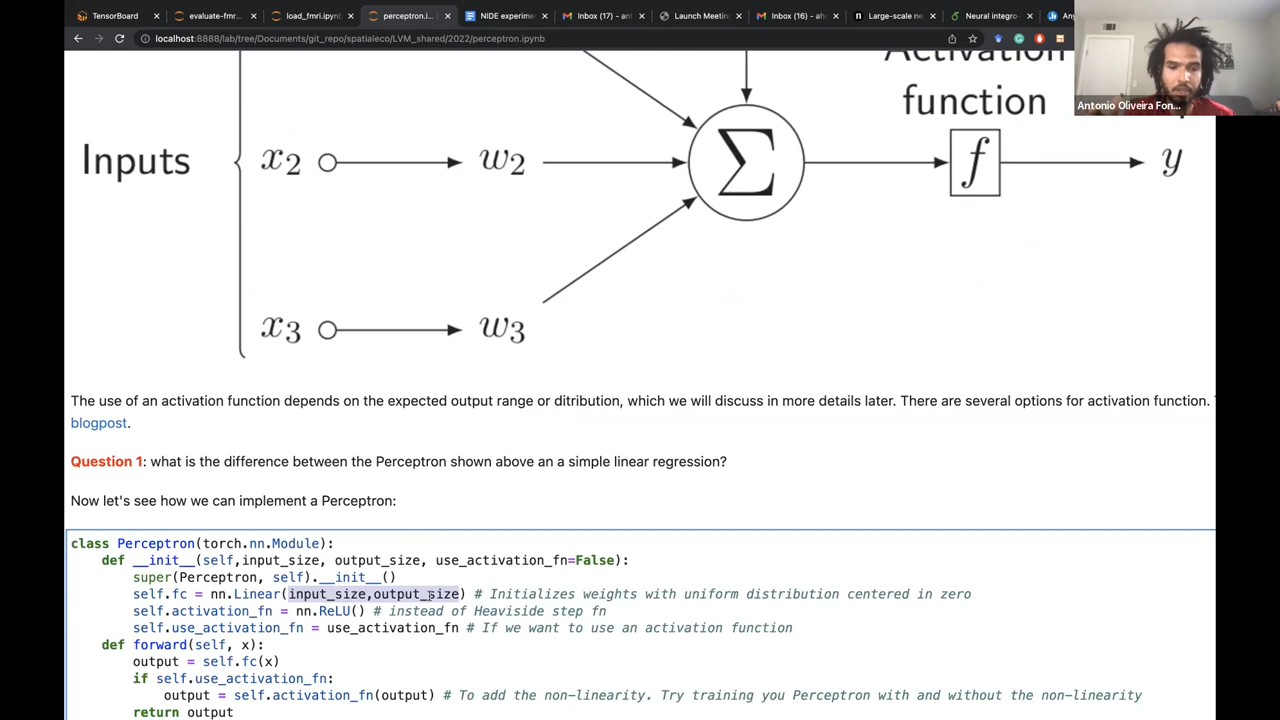 TensorBoard
evaluate-fmr...
load_fmri.ipynb
perceptron.i...
NIDE experime
Inbox (17) - an
Launch Meetin
Inbox (16) - a
Large-scale ne
Neural integro-
Any
localhost:8888/lab/tree/Documents/git_repo/spatialeco/LVM_shared/2022/perceptron.ipynb
Antonio Oliveira Fon...
Activation
function
Inputs
x2
w2
Σ
f
y
x3
w3
The use of an activation function depends on the expected output range or ditribution, which we will discuss in more details later. There are several options for activation function.
blogpost.
Question 1: what is the difference between the Perceptron shown above an a simple linear regression?
Now let's see how we can implement a Perceptron:
class Perceptron(torch.nn.Module):
def __init__(self,input_size, output_size, use_activation_fn=False):
super(Perceptron, self).__init__()
self.fc = nn.Linear(input_size,output_size) # Initializes weights with uniform distribution centered in zero
self.activation_fn = nn.ReLU() # instead of Heaviside step fn
self.use_activation_fn = use_activation_fn # If we want to use an activation function
def forward(self, x):
output = self.fc(x)
if self.use_activation_fn:
output = self.activation_fn(output) # To add the non-linearity. Try training you Perceptron with and without the non-linearity
return output